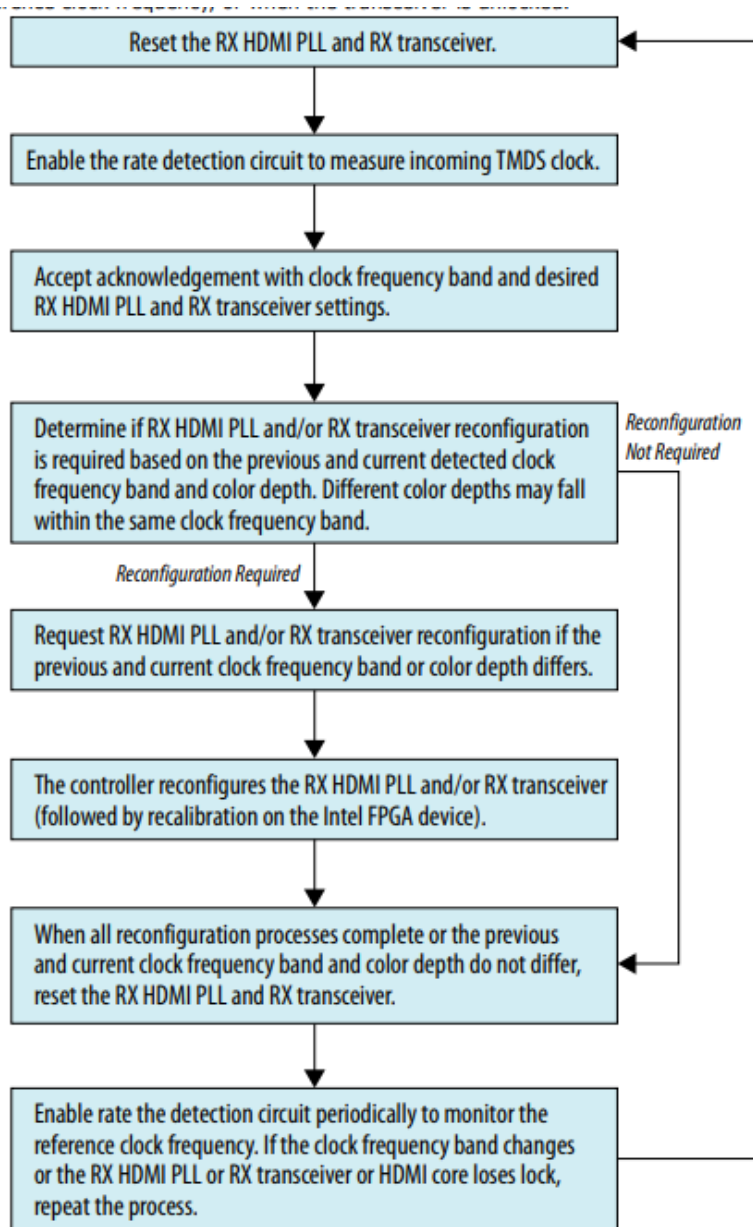 Reset the RX HDMI PLL and RX transceiver.
Enable the rate detection circuit to measure incoming TMDS clock.
Accept acknowledgement with clock frequency band and desired
RX HDMI PLL and RX transceiver settings.
Determine if RX HDMI PLL and/or RX transceiver reconfiguration
is required based on the previous and current detected clock
frequency band and color depth. Different color depths may fall
within the same clock frequency band.
Reconfiguration
Not Required
Reconfiguration Required
Request RX HDMI PLL and/or RX transceiver reconfiguration if the
previous and current clock frequency band or color depth differs.
The controller reconfigures the RX HDMI PLL and/or RX transceiver
(followed by recalibration on the Intel FPGA device).
When all reconfiguration processes complete or the previous
and current clock frequency band and color depth do not differ,
reset the RX HDMI PLL and RX transceiver.
Enable rate the detection circuit periodically to monitor the
reference clock frequency. If the clock frequency band changes
or the RX HDMI PLL or RX transceiver or HDMI core loses lock,
repeat the process.